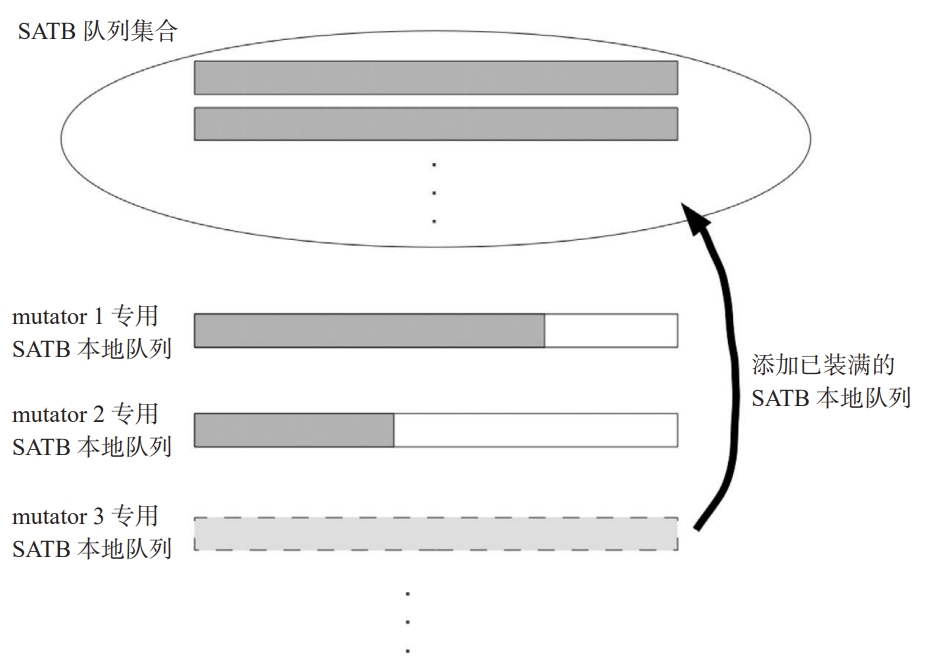 SATB 队列集合
mutator 1 专用
SATB 本地队列
添加已装满的
SATB 本地队列
mutator 2 专用
SATB 本地队列
mutator 3 专用
SATB 本地队列